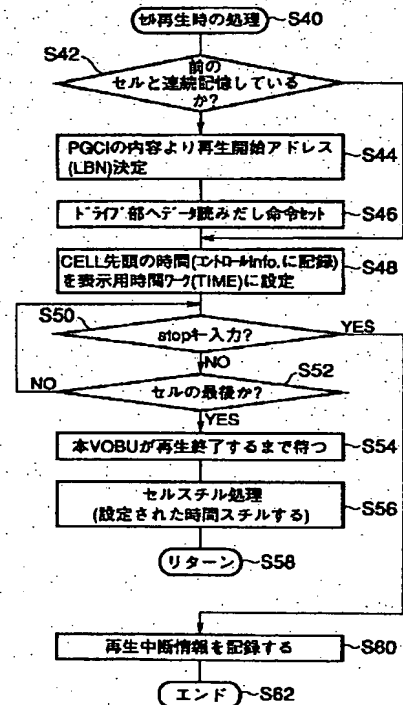 セル再生時の処理
S40
S42
前の
セルと連続記憶している
か?
PGCIの内容より再生開始アドレス
(LBN)決定
S44
ドライブ部へデータ読みだし命令セット
S46
CELL先頭の時間(コントロールInfo.に記録)
を表示用時間ワーク(TIME)に設定
S48
S50
stopキー入力?
YES
NO
S52
NO
セルの最後か?
YES
本VOBUが再生終了するまで待つ
S54
セルスチル処理
(設定された時間スチルする)
S56
リターン
S58
再生中断情報を記録する
S60
エンド
S62